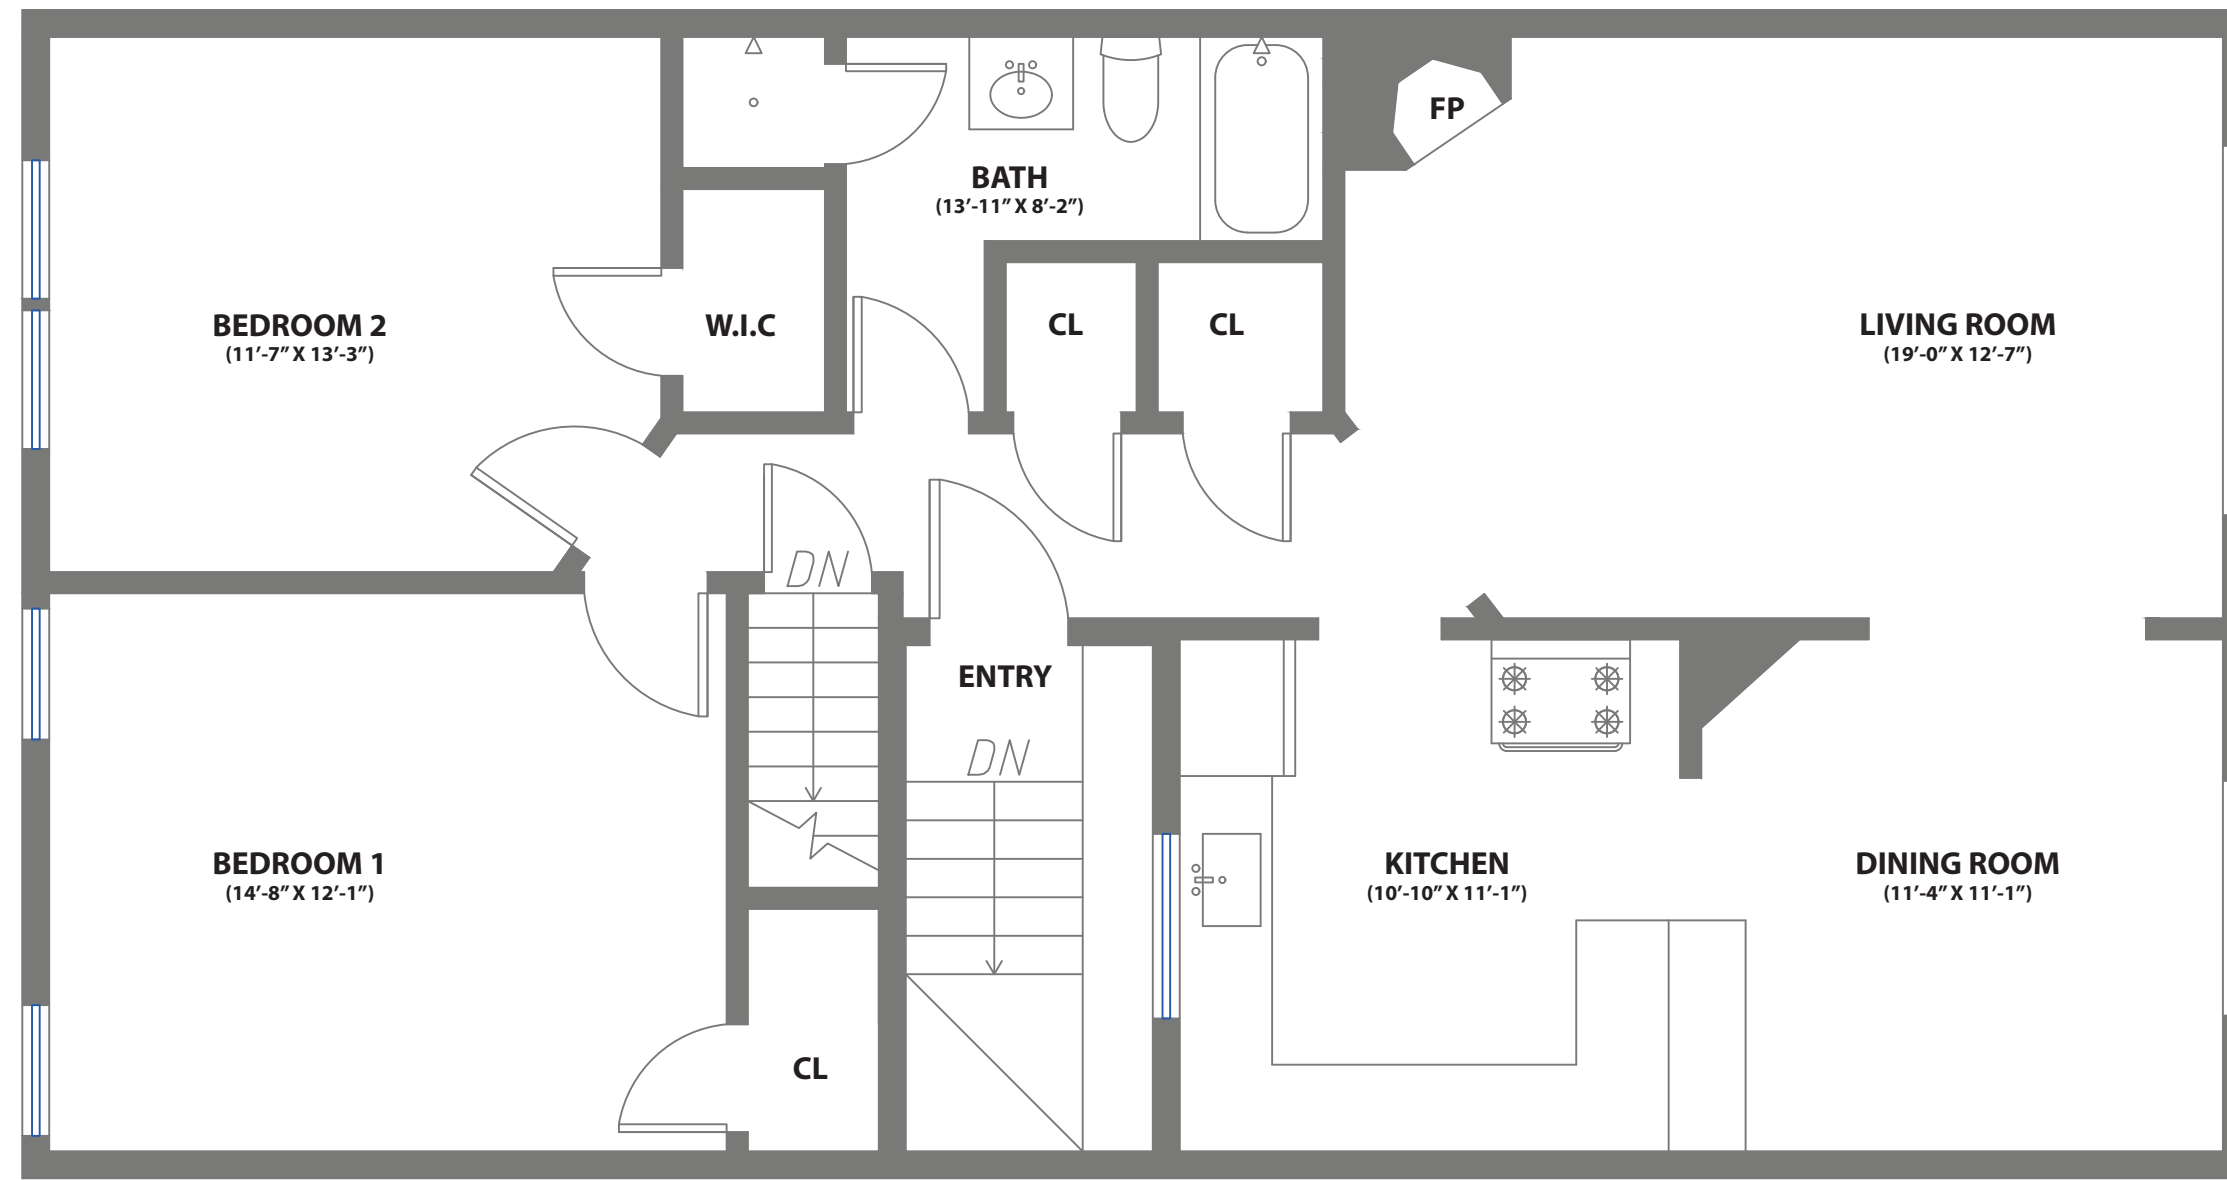 FP
BATH
(13′-11″ X 8′-2″)
BEDROOM 2
(11′-7″ X 13′-3″)
W.I.C
CL
CL
LIVING ROOM
(19′-0″ X 12′-7″)
DN
ENTRY
DN
BEDROOM 1
(14′-8″ X 12′-1″)
KITCHEN
(10′-10″ X 11′-1″)
DINING ROOM
(11′-4″ X 11′-1″)
CL